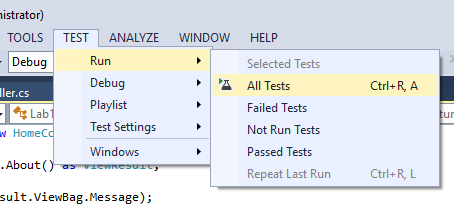 inistrator)
TOOLS TEST ANALYZE WINDOW HELP
Debug
Run
Debug
Playlist
Test Settings
Windows
Selected Tests
All Tests Ctrl+R, A
Failed Tests
Not Run Tests
Passed Tests
Repeat Last Run Ctrl+R, L
ller.cs
Lab1
w HomeCo
.About() as ViewResult;
sult.ViewBag.Message);